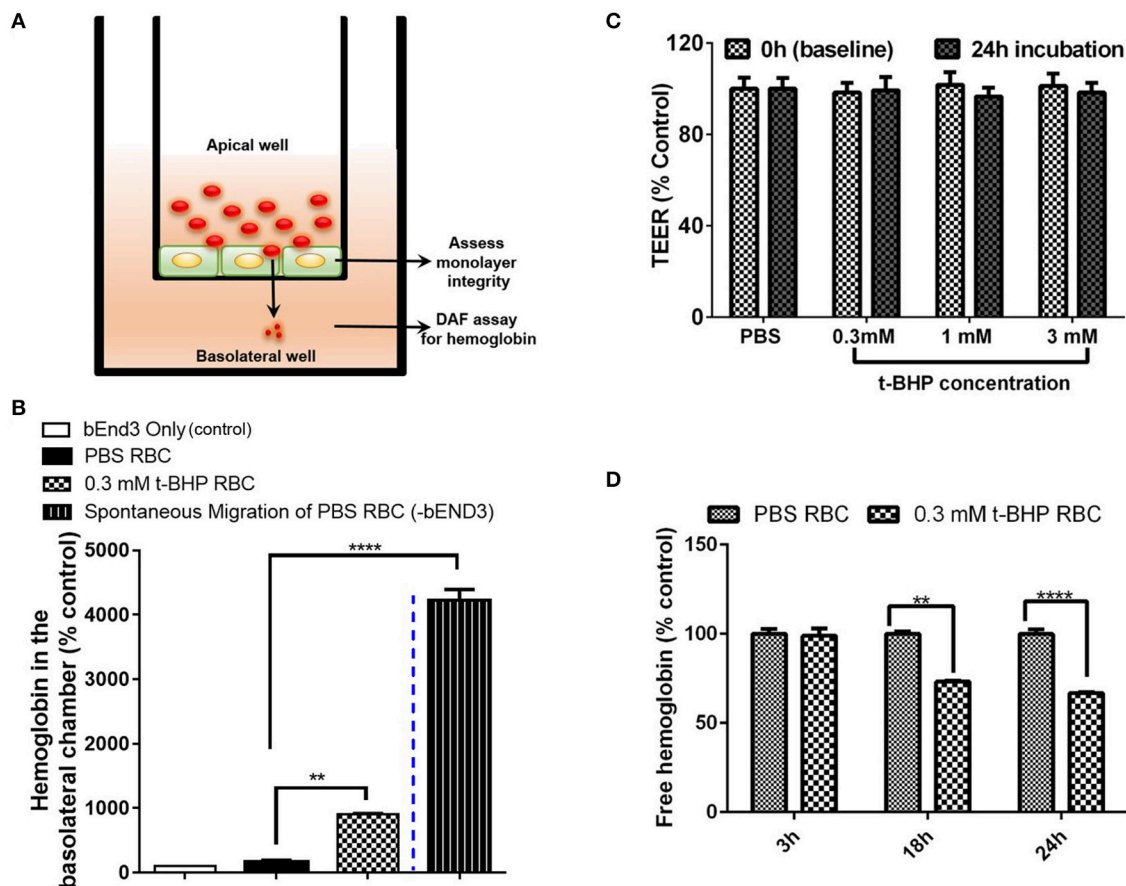 A
Apical well
Assess
monolayer
integrity
DAF assay
for hemoglobin
Basolateral well
B
bEnd3 Only (control)
PBS RBC
0.3 mM t-BHP RBC
Spontaneous Migration of PBS RBC (-bEND3)
Hemoglobin in the
basolateral chamber (% control)
5000
4000
3000
2000
1000
0
****
**
C
0h (baseline)
24h incubation
TEER (% Control)
120
80
40
0
PBS
0.3mM
1 mM
3 mM
t-BHP concentration
D
PBS RBC
0.3 mM t-BHP RBC
Free hemoglobin (% control)
150
100
50
0
**
****
3h
18h
24h